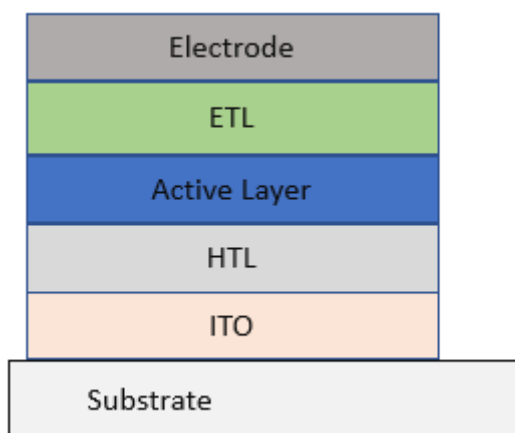 Electrode
ETL
Active Layer
HTL
ITO
Substrate